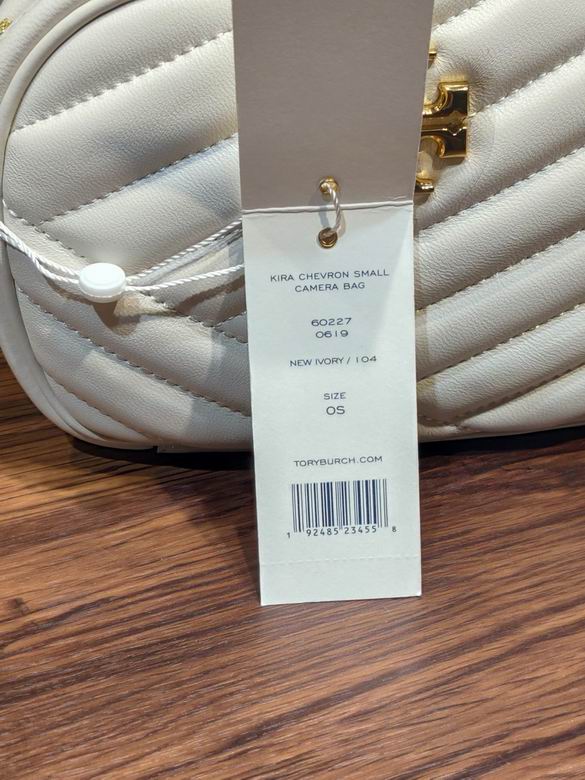 KIRA CHEVRON SMALL
CAMERA BAG
60227
0619
NEW IVORY / 104
SIZE
OS
TORYBURCH.COM
1 92485 23455 8